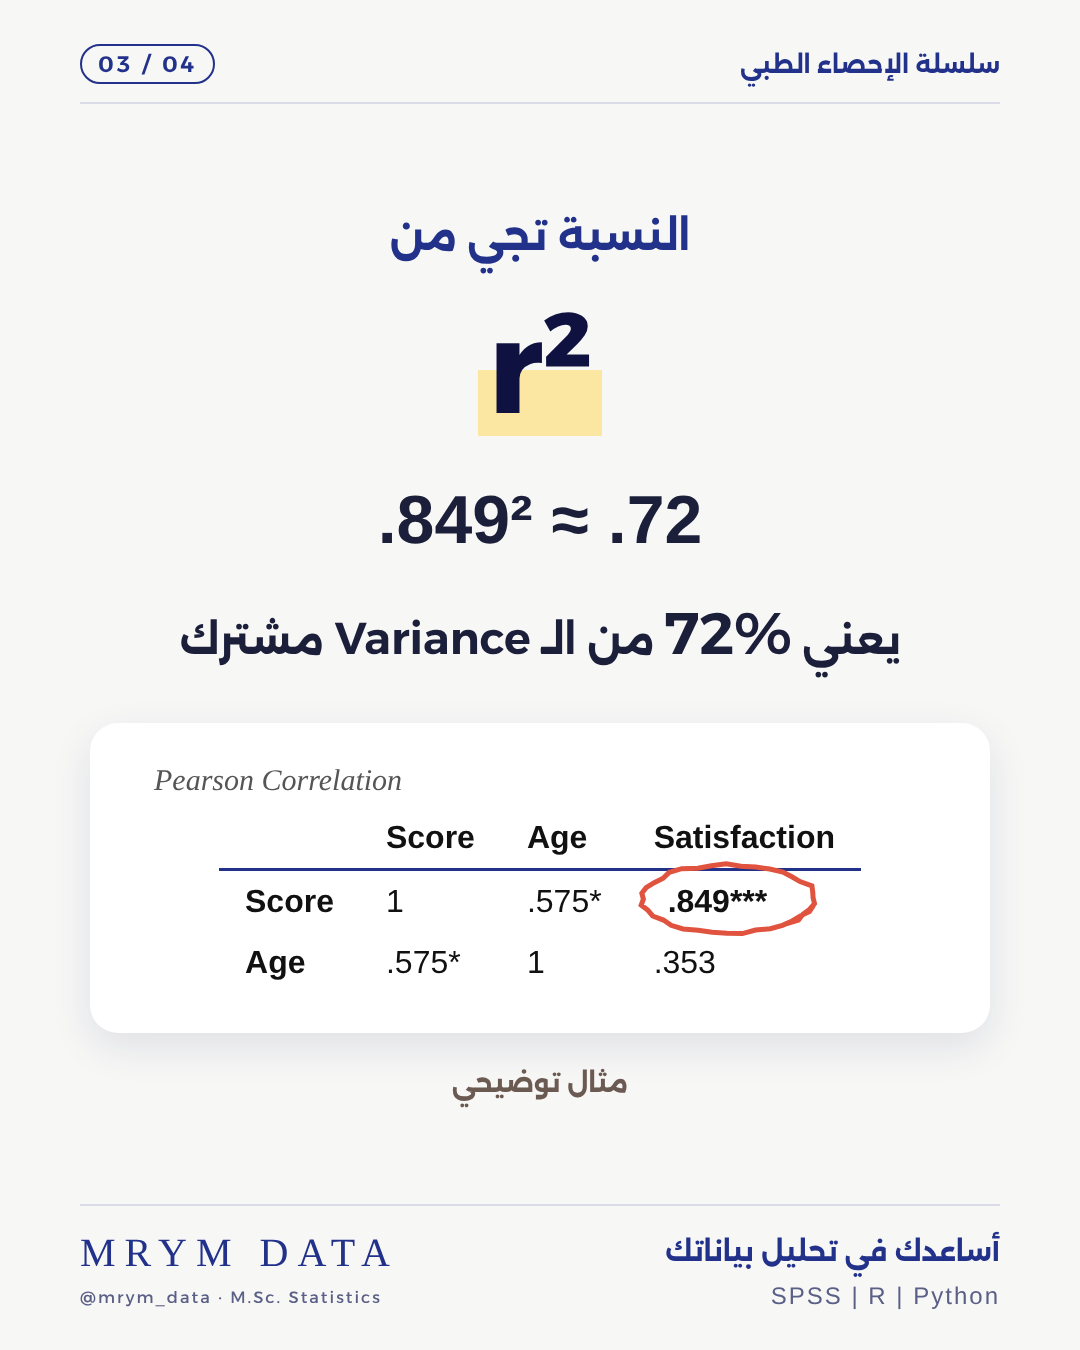 سلسلة الإحصاء الطبي
03 / 04
النسبة تجي من
r²
.849² ≈ .72
يعني 72% من الـ Variance مشترك
Pearson Correlation
Score Age Satisfaction
Score 1 .575* .849***
Age .575* 1 .353
مثال توضيحي
أساعدك في تحليل بياناتك
SPSS | R | Python
MRYM DATA
@mrym_data · M.Sc. Statistics